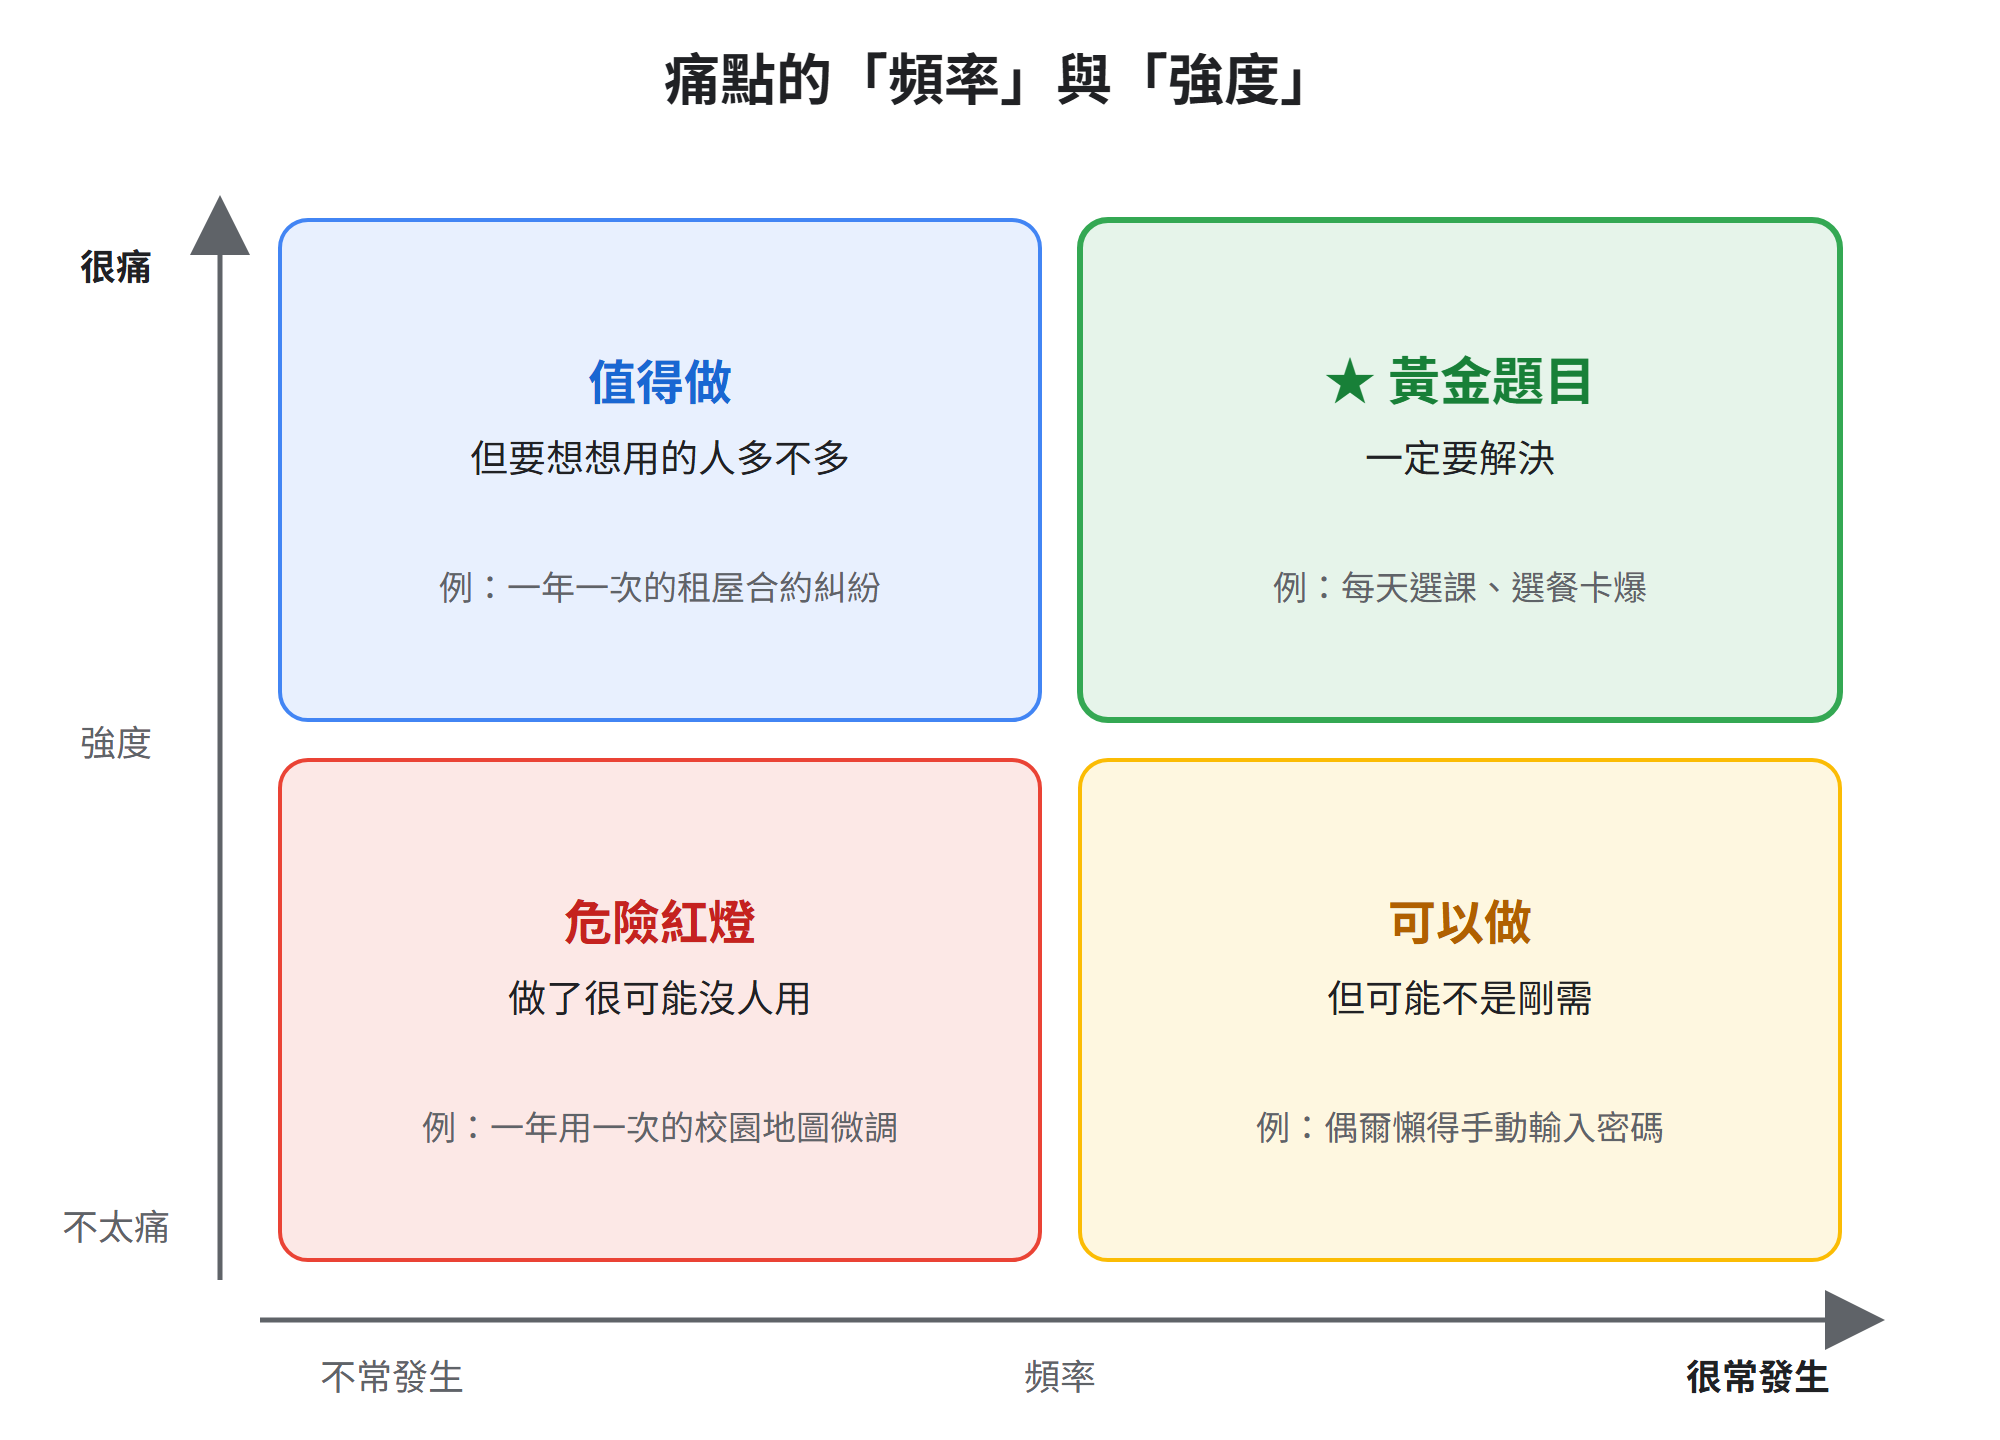 痛點的「頻率」與「強度」
很痛
強度
不太痛
值得做
但要想想用的人多不多
例：一年一次的租屋合約糾紛
★ 黃金題目
一定要解決
例：每天選課、選餐卡爆
危險紅燈
做了很可能沒人用
例：一年用一次的校園地圖微調
可以做
但可能不是剛需
例：偶爾懶得手動輸入密碼
不常發生
頻率
很常發生